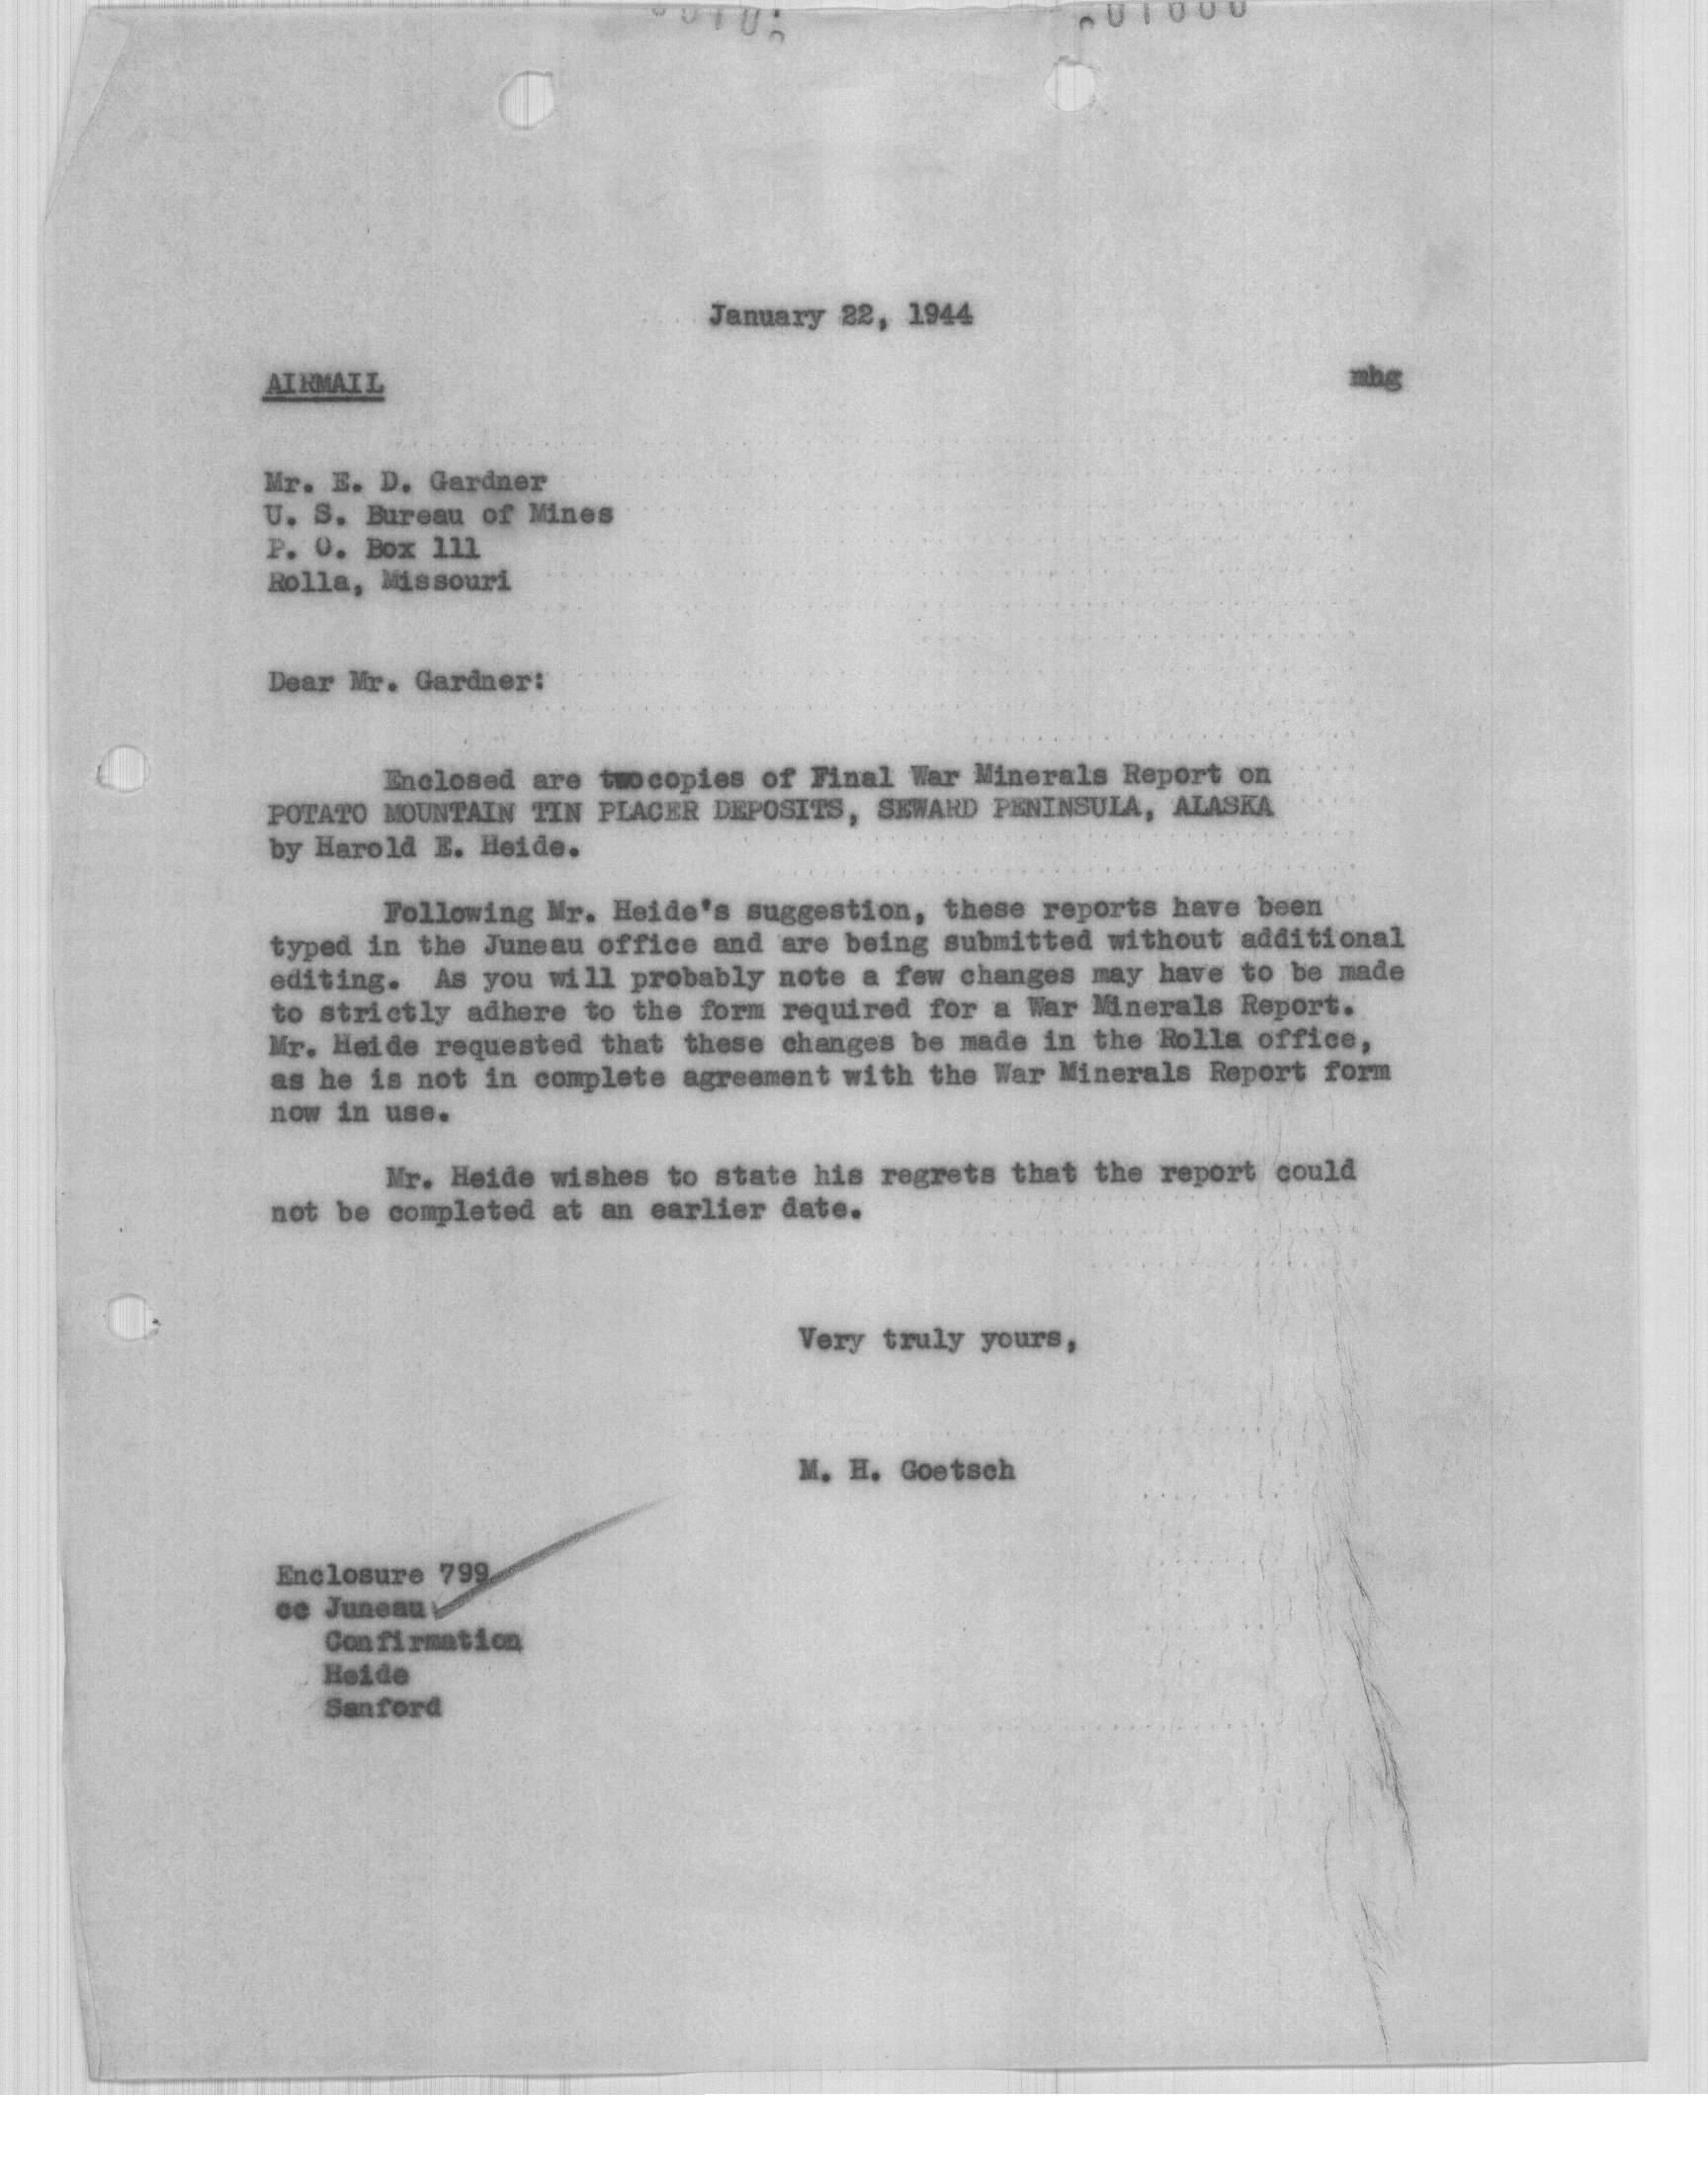 January 22, 1944
AIRMAIL
mhg
Mr. E. D. Gardner
U. S. Bureau of Mines
P. O. Box 111
Rolla, Missouri
Dear Mr. Gardner:
Enclosed are two copies of Final War Minerals Report on
POTATO MOUNTAIN TIN PLACER DEPOSITS, SEWARD PENINSULA, ALASKA
by Harold E. Heide.
Following Mr. Heide's suggestion, these reports have been
typed in the Juneau office and are being submitted without additional
editing. As you will probably note a few changes may have to be made
to strictly adhere to the form required for a War Minerals Report.
Mr. Heide requested that these changes be made in the Rolla office,
as he is not in complete agreement with the War Minerals Report form
now in use.
Mr. Heide wishes to state his regrets that the report could
not be completed at an earlier date.
Very truly yours,
M. H. Goetsch
Enclosure 799
cc Juneau
Confirmation
Heide
Sanford